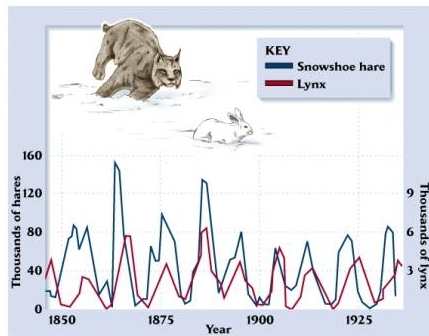 KEY
Snowshoe hare
Lynx
Thousands of hares
160
120
80
40
0
9
6
3
Thousands of lynx
1850
1875
1900
1925
Year